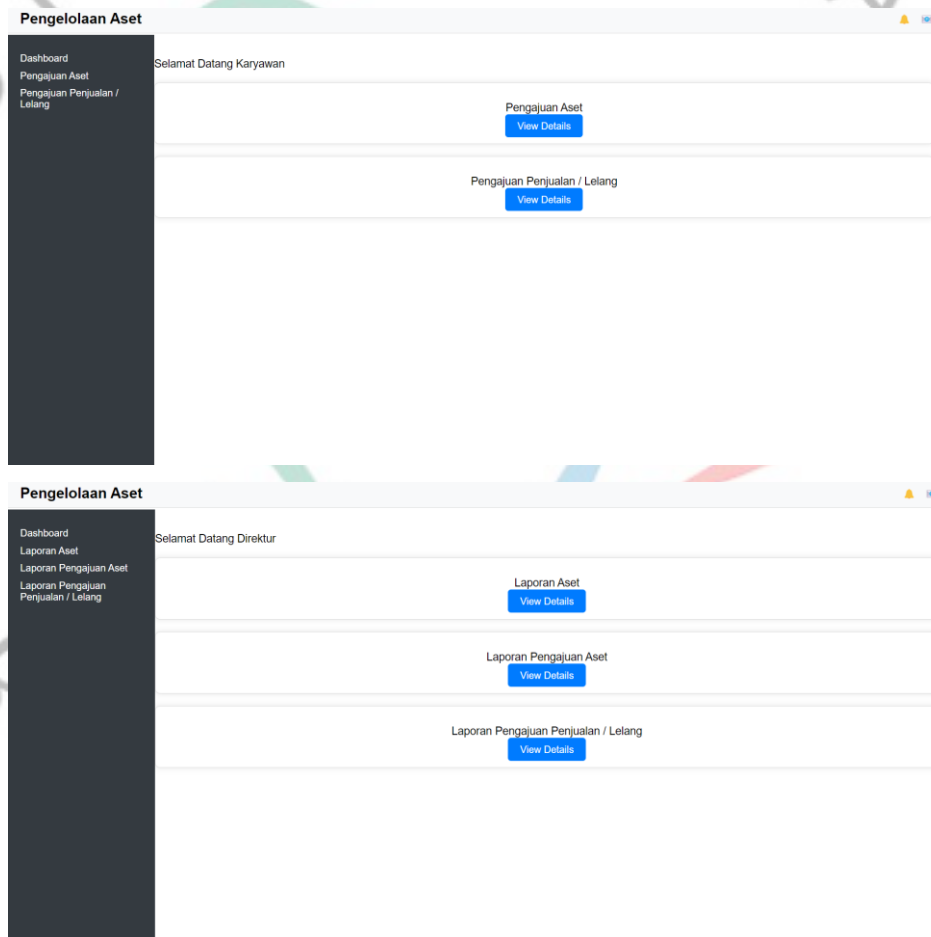 Pengelolaan Aset
Dashboard
Pengajuan Aset
Pengajuan Penjualan /
Lelang
Selamat Datang Karyawan
Pengajuan Aset
View Details
Pengajuan Penjualan / Lelang
View Details
Pengelolaan Aset
Dashboard
Laporan Aset
Laporan Pengajuan Aset
Laporan Pengajuan
Penjualan / Lelang
Selamat Datang Direktur
Laporan Aset
View Details
Laporan Pengajuan Aset
View Details
Laporan Pengajuan Penjualan / Lelang
View Details